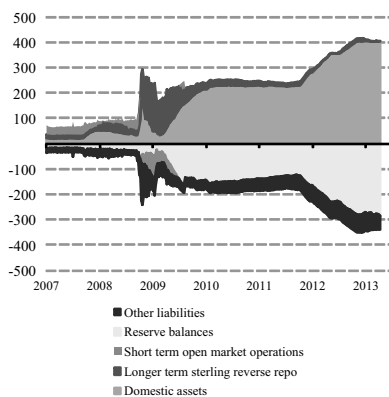 500
400
300
200
100
-100
-200
-300
-400
-500
2007 2008 2009 2010 2011 2012 2013
Other liabilities
Reserve balances
Short term open market operations
Longer term sterling reverse repo
Domestic assets